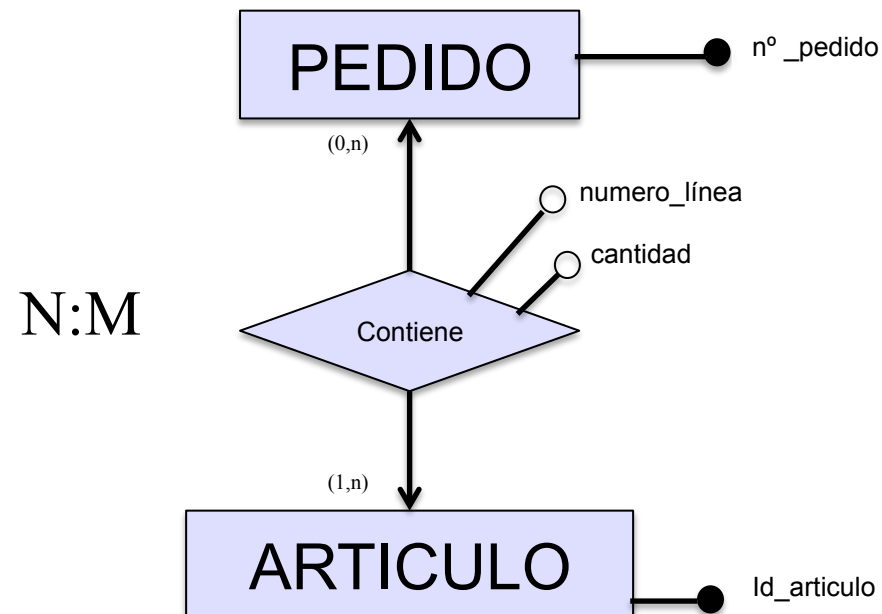 PEDIDO
nº _pedido
(0,n)
numero_línea
cantidad
N:M
Contiene
(1,n)
ARTICULO
Id_articulo